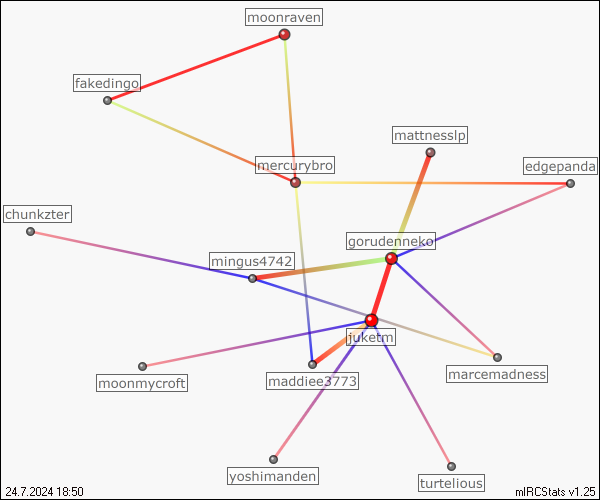 moonraven
fakedingo
mattnesslp
mercurybro
edgepanda
chunkzter
gorudenneko
mingus4742
juketm
marcemadness
maddiee3773
moonmycroft
yoshimanden
turtelious
24.7.2024 18:50
mIRCStats v1.25